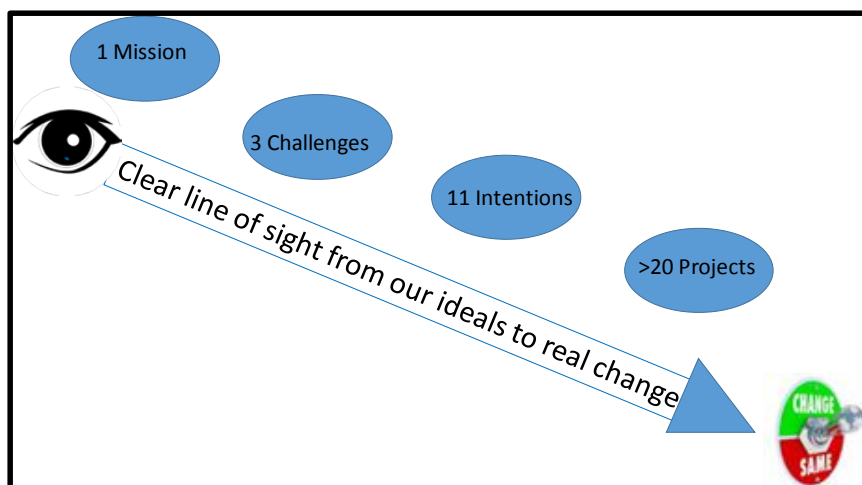 1 Mission
3 Challenges
11 Intentions
>20 Projects
Clear line of sight from our ideals to real change
CHANGE
SAME